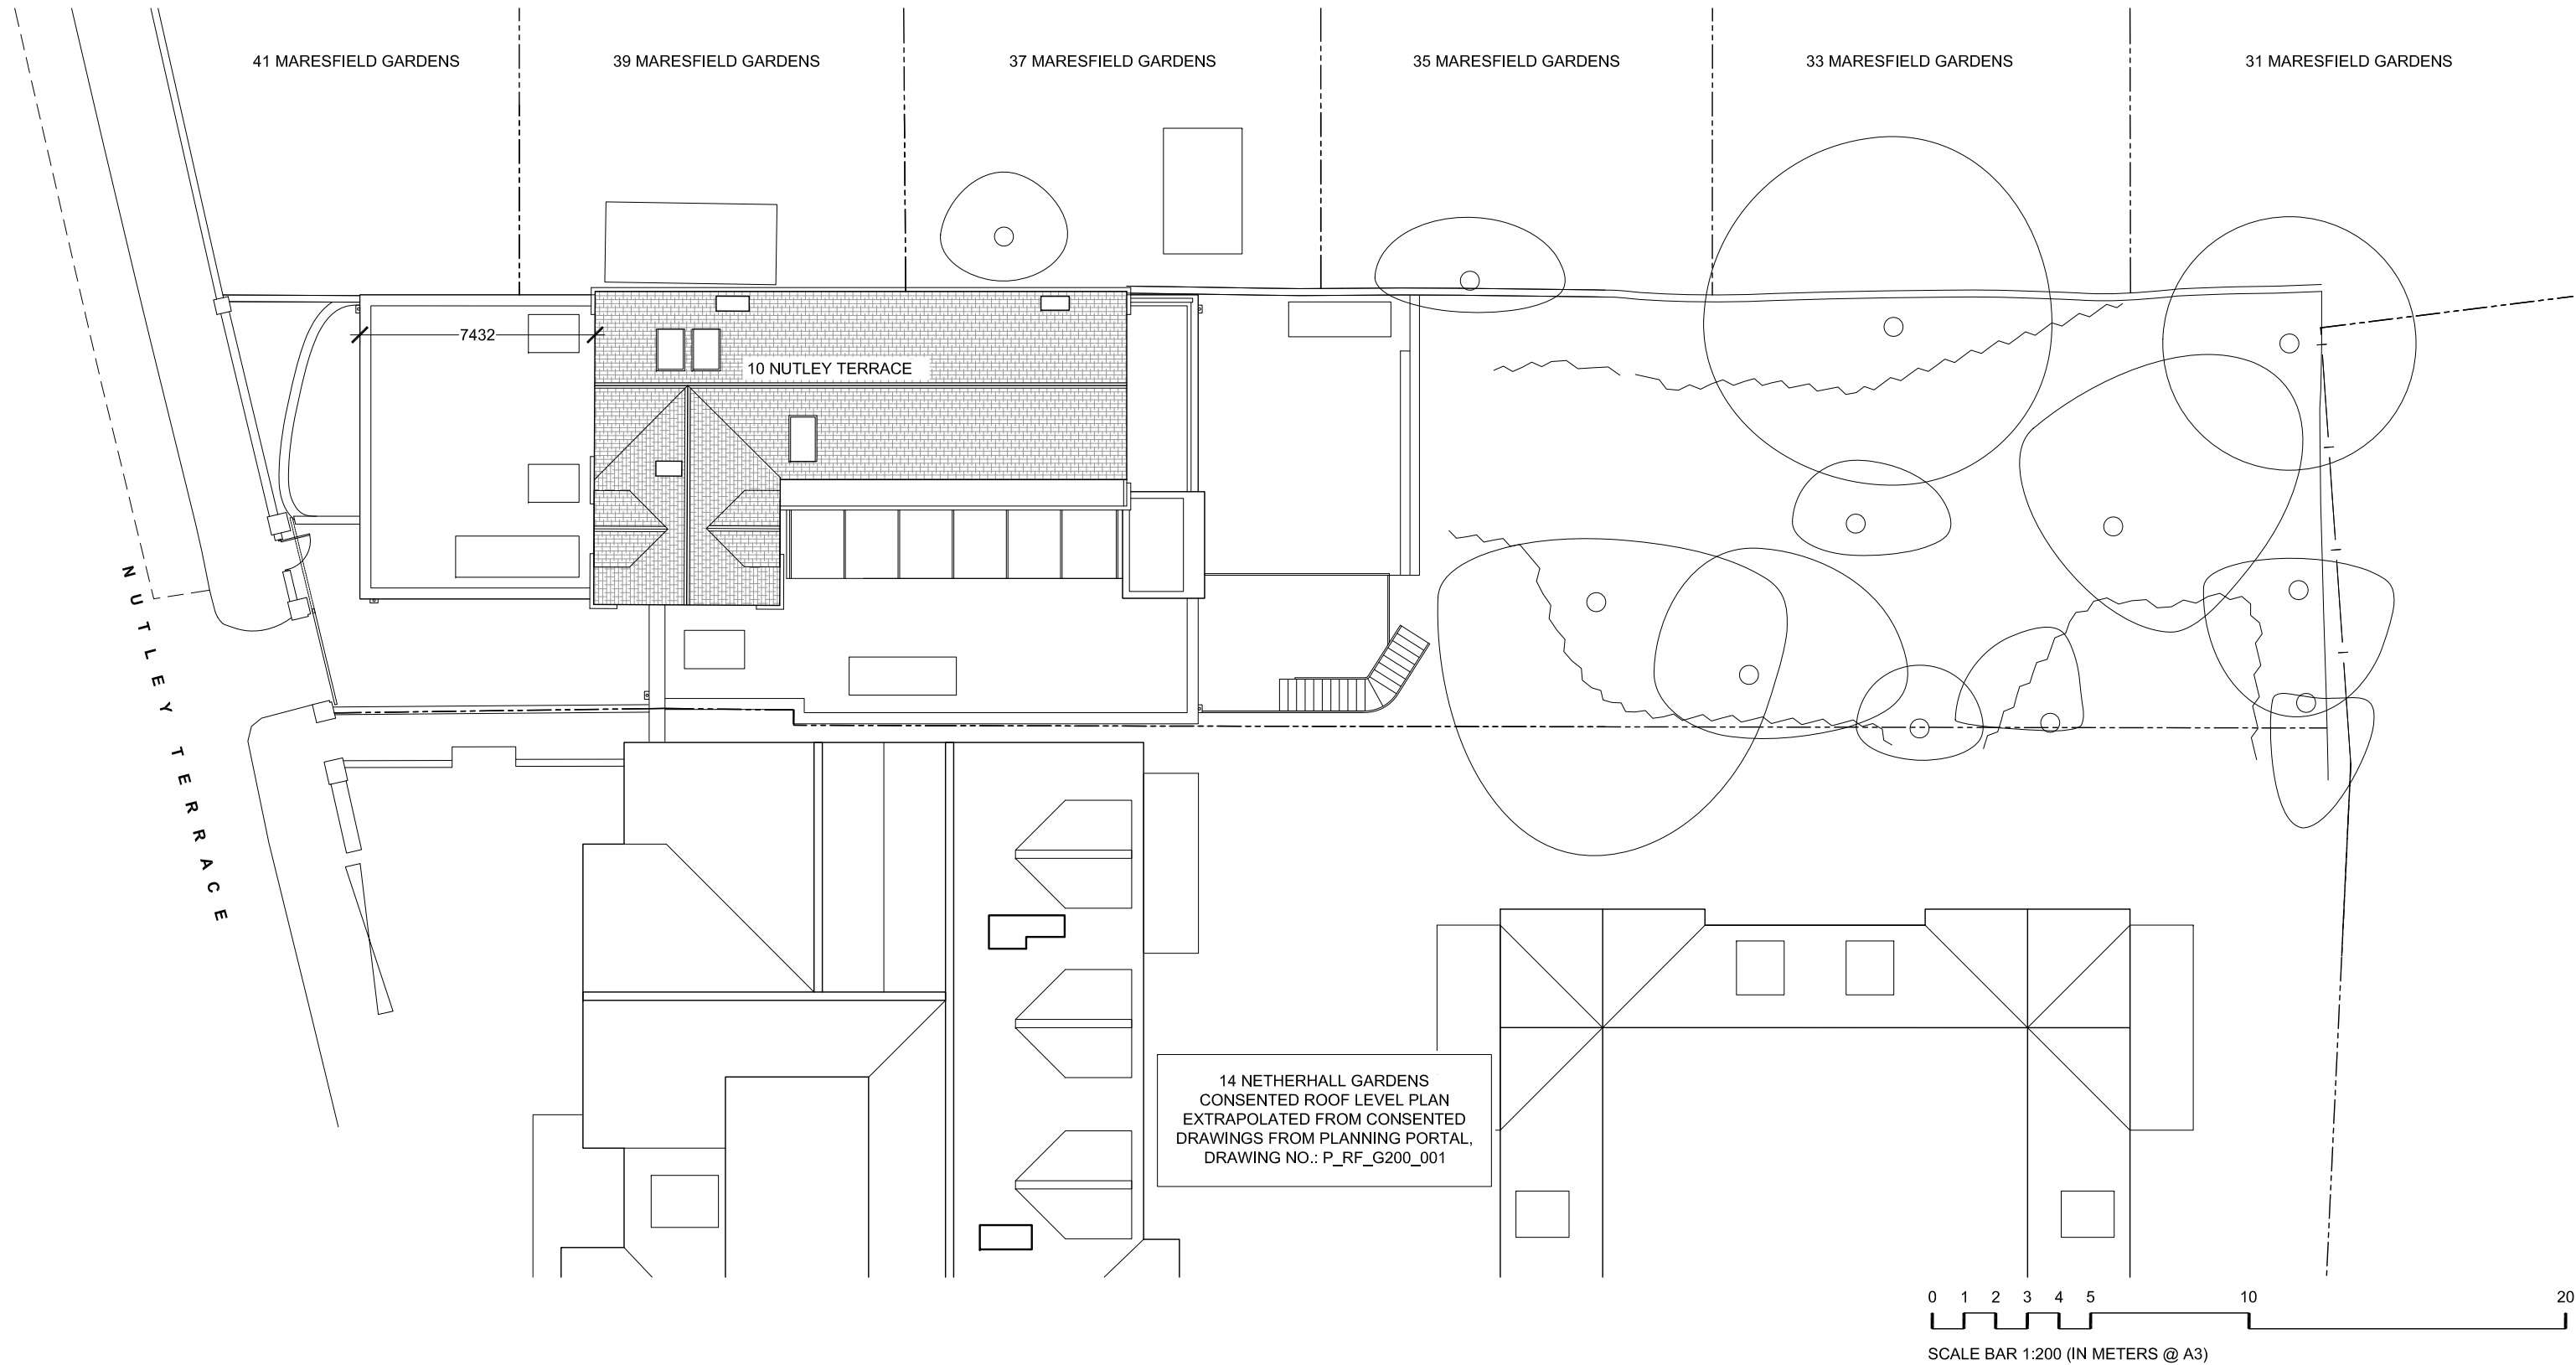 41 MARESFIELD GARDENS
39 MARESFIELD GARDENS
37 MARESFIELD GARDENS
35 MARESFIELD GARDENS
33 MARESFIELD GARDENS
31 MARESFIELD GARDENS
7432
10 NUTLEY TERRACE
NUTLEY TERRACE
14 NETHERHALL GARDENS
CONSENTED ROOF LEVEL PLAN
EXTRAPOLATED FROM CONSENTED
DRAWINGS FROM PLANNING PORTAL,
DRAWING NO.: P_RF_G200_001
0 1 2 3 4 5 10 20
SCALE BAR 1:200 (IN METERS @ A3)